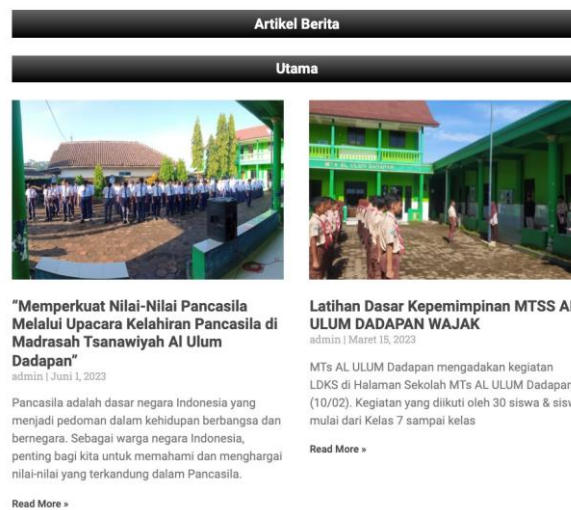 Artikel Berita
Utama
MTs AL ULUM DADAPAN
"Memperkuat Nilai-Nilai Pancasila
Melalui Upacara Kelahiran Pancasila di
Madrasah Tsanawiyah Al Ulum
Dadapan"
admin | Juni 1, 2023
Pancasila adalah dasar negara Indonesia yang
menjadi pedoman dalam kehidupan berbangsa dan
bernegara. Sebagai warga negara Indonesia,
penting bagi kita untuk memahami dan menghargai
nilai-nilai yang terkandung dalam Pancasila.
Read More »
Latihan Dasar Kepemimpinan MTSS
ULUM DADAPAN WAJAK
admin | Maret 15, 2023
MTs AL ULUM Dadapan mengadakan kegiatan
LDKS di Halaman Sekolah MTs AL ULUM Dadapan
(10/02). Kegiatan yang diikuti oleh 30 siswa &
mulai dari Kelas 7 sampai kelas
Read More »